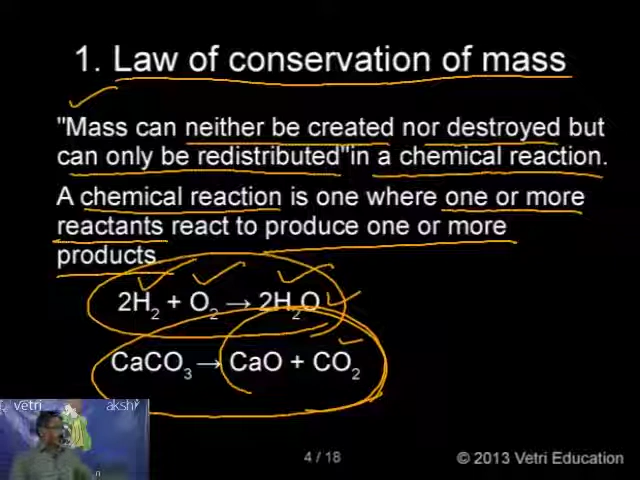 1. Law of conservation of mass
"Mass can neither be created nor destroyed but
can only be redistributed"in a chemical reaction.
A chemical reaction is one where one or more
reactants react to produce one or more
products
2H₂ + O₂ → 2H₂O
CaCO₃ → CaO + CO₂
vetri akshi
4 / 18
© 2013 Vetri Education